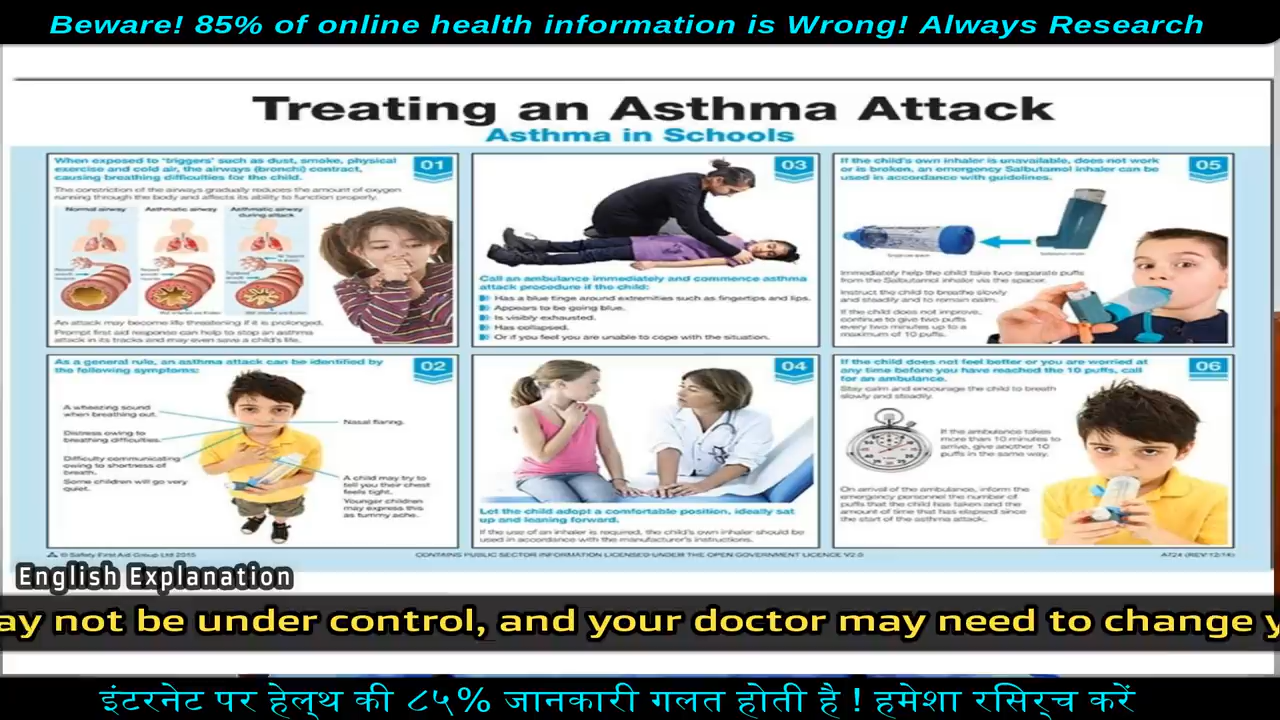 Beware! 85% of online health information is Wrong! Always Research
Treating an Asthma Attack
Asthma in Schools
When exposed to 'triggers' such as dust, smoke, physical
exercise and cold air, the airways (bronchi) contract,
causing breathing difficulties for the child.
01
The constriction of the airways gradually reduces the amount of oxygen
running through the body and affects its ability to function properly.
Normal airway
Asthmatic airway
Asthmatic airway
during attack
An attack may become life threatening if it is prolonged.
Prompt first aid response can help to stop an asthma
attack in its tracks and may even save a child's life.
As a general rule, an asthma attack can be identified by
the following symptoms:
02
A wheezing sound
when breathing out.
Distress owing to
breathing difficulties.
Difficulty communicating
owing to shortness of
breath.
Some children will go very
quiet.
Nasal flaring.
A child may try to
tell you their chest
feels tight.
Younger children
may express this
as tummy ache.
03
Call an ambulance immediately and commence asthma
attack procedure if the child:
Has a blue tinge around extremities such as fingertips and lips.
Appears to be going blue.
Is visibly exhausted.
Has collapsed.
Or if you feel you are unable to cope with the situation.
04
Let the child adopt a comfortable position, ideally sat
up and leaning forward.
If the use of an inhaler is required, the child's own inhaler should be
used in accordance with the manufacturer's instructions.
If the child's own inhaler is unavailable, does not work
or is broken, an emergency Salbutamol inhaler can be
used in accordance with guidelines.
05
Immediately help the child take two separate puffs
from the Salbutamol inhaler via the spacer.
Instruct the child to breathe slowly
and steadily and to remain calm.
If the child does not improve,
continue to give two puffs
every two minutes up to a
maximum of 10 puffs.
If the child does not feel better or you are worried at
any time before you have reached the 10 puffs, call
for an ambulance.
06
Stay calm and encourage the child to breath
slowly and steadily.
If the ambulance takes
more than 10 minutes to
arrive, give another 10
puffs in the same way.
On arrival of the ambulance, inform the
emergency personnel the number of
puffs that the child has taken and the
amount of time that has elapsed since
the start of the asthma attack.
© Safety First Aid Group Ltd 2015
CONTAINS PUBLIC SECTOR INFORMATION LICENSED UNDER THE OPEN GOVERNMENT LICENCE V2.0
A724 (REV 12/14)
English Explanation
ay not be under control, and your doctor may need to change y
इंटरनेट पर हेल्थ की ८५% जानकारी गलत होती है ! हमेशा रिसर्च करें